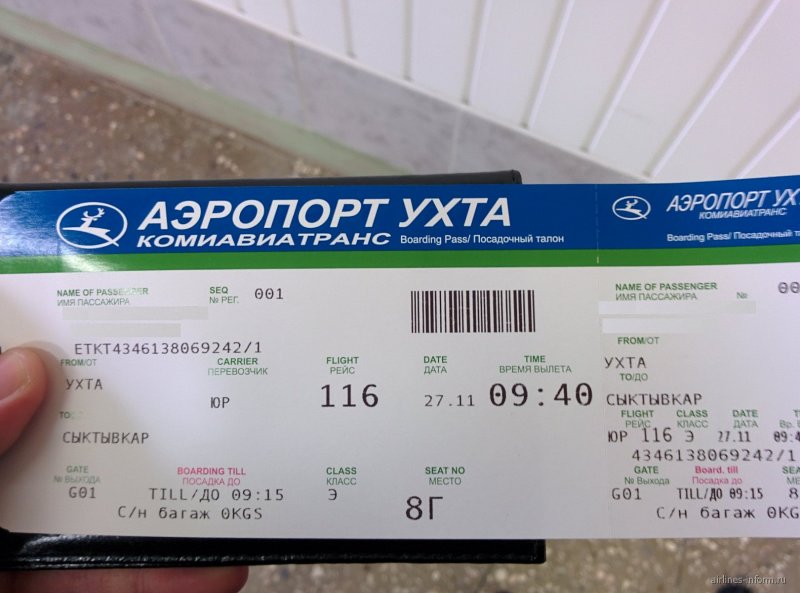 АЭРОПОРТ УХТА
КОМИАВИАТРАНС Boarding Pass/ Посадочный талон
NAME OF PASSENGER
ИМЯ ПАССАЖИРА
SEQ
№ РЕГ.
001
ETKT4346138069242/1
FROM/ОТ
CARRIER
ПЕРЕВОЗЧИК
FLIGHT
РЕЙС
DATE
ДАТА
TIME
ВРЕМЯ ВЫЛЕТА
УХТА
ЮР
116
27.11
09:40
СЫКТЫВКАР
GATE
№ ВЫХОДА
BOARDING TILL
ПОСАДКА ДО
CLASS
КЛАСС
SEAT NO
МЕСТО
G01
TILL/ДО 09:15
Э
8Г
С/н багаж 0KGS
АЭРОПОРТ
КОМИАВИАТРАНС
Boarding Pass/ Посадочный
NAME OF PASSENGER
ИМЯ ПАССАЖИРА
№
FROM/ОТ
УХТА
TO/ДО
СЫКТЫВКАР
FLIGHT
РЕЙС
CLASS
КЛАСС
DATE
ДАТА
ЮР 116 Э 27.11
4346138069242/1
GATE
№ Выхода
Board. till
Посадка до
G01
TILL/ДО 09:15
С/н багаж 0KGS
airlines-inform.ru